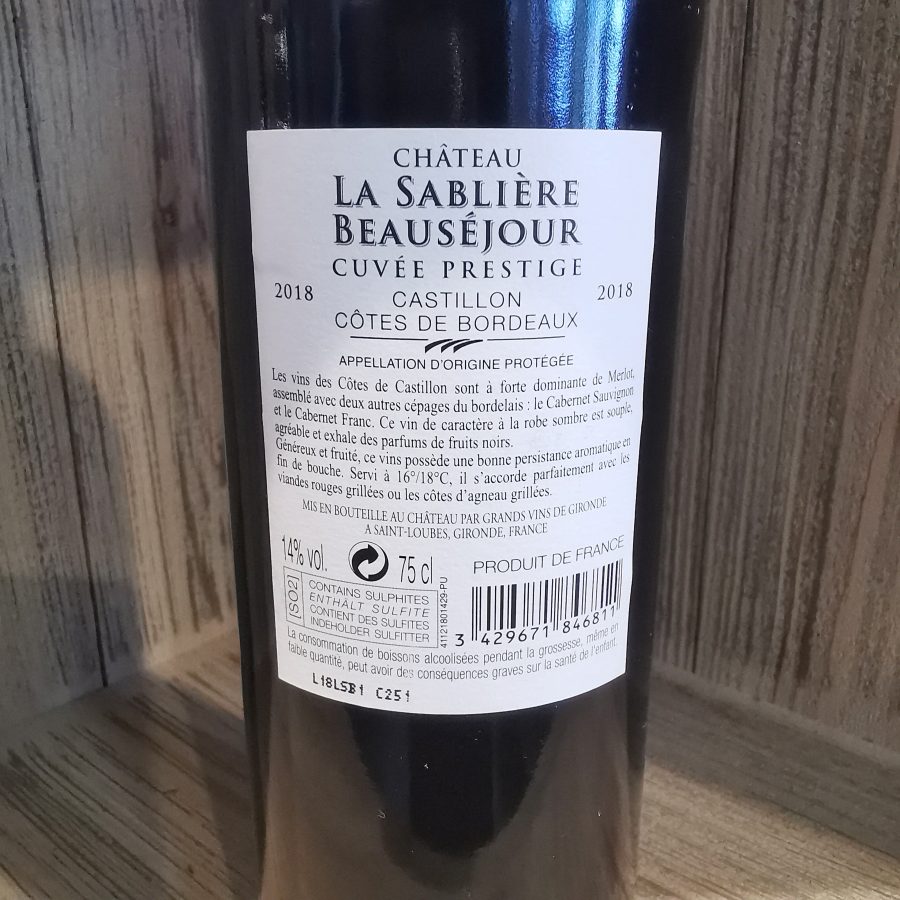 CHÂTEAU
LA SABLIÈRE
BEAUSÉJOUR
CUVÉE PRESTIGE
2018 CASTILLON 2018
CÔTES DE BORDEAUX
APPELLATION D'ORIGINE PROTÉGÉE
Les vins des Côtes de Castillon sont à forte dominante de Merlot,
assemblé avec deux autres cépages du bordelais : le Cabernet Sauvignon
et le Cabernet Franc. Ce vin de caractère à la robe sombre est souple,
agréable et exhale des parfums de fruits noirs.
Généreux et fruité, ce vins possède une bonne persistance aromatique en
fin de bouche. Servi à 16°/18°C, il s'accorde parfaitement avec les
viandes rouges grillées ou les côtes d'agneau grillées.
MIS EN BOUTEILLE AU CHÂTEAU PAR GRANDS VINS DE GIRONDE
A SAINT-LOUBES, GIRONDE, FRANCE
14% vol. 75 cl
PRODUIT DE FRANCE
ISO2
CONTAINS SULPHITES
ENTHÄLT SULFITE
CONTIENT DES SULFITES
INDEHOLDER SULFITTER
41121801429-PU
3 429671 846811
La consommation de boissons alcoolisées pendant la grossesse, même en
faible quantité, peut avoir des conséquences graves sur la santé de l'enfant.
L18LSB1 C251